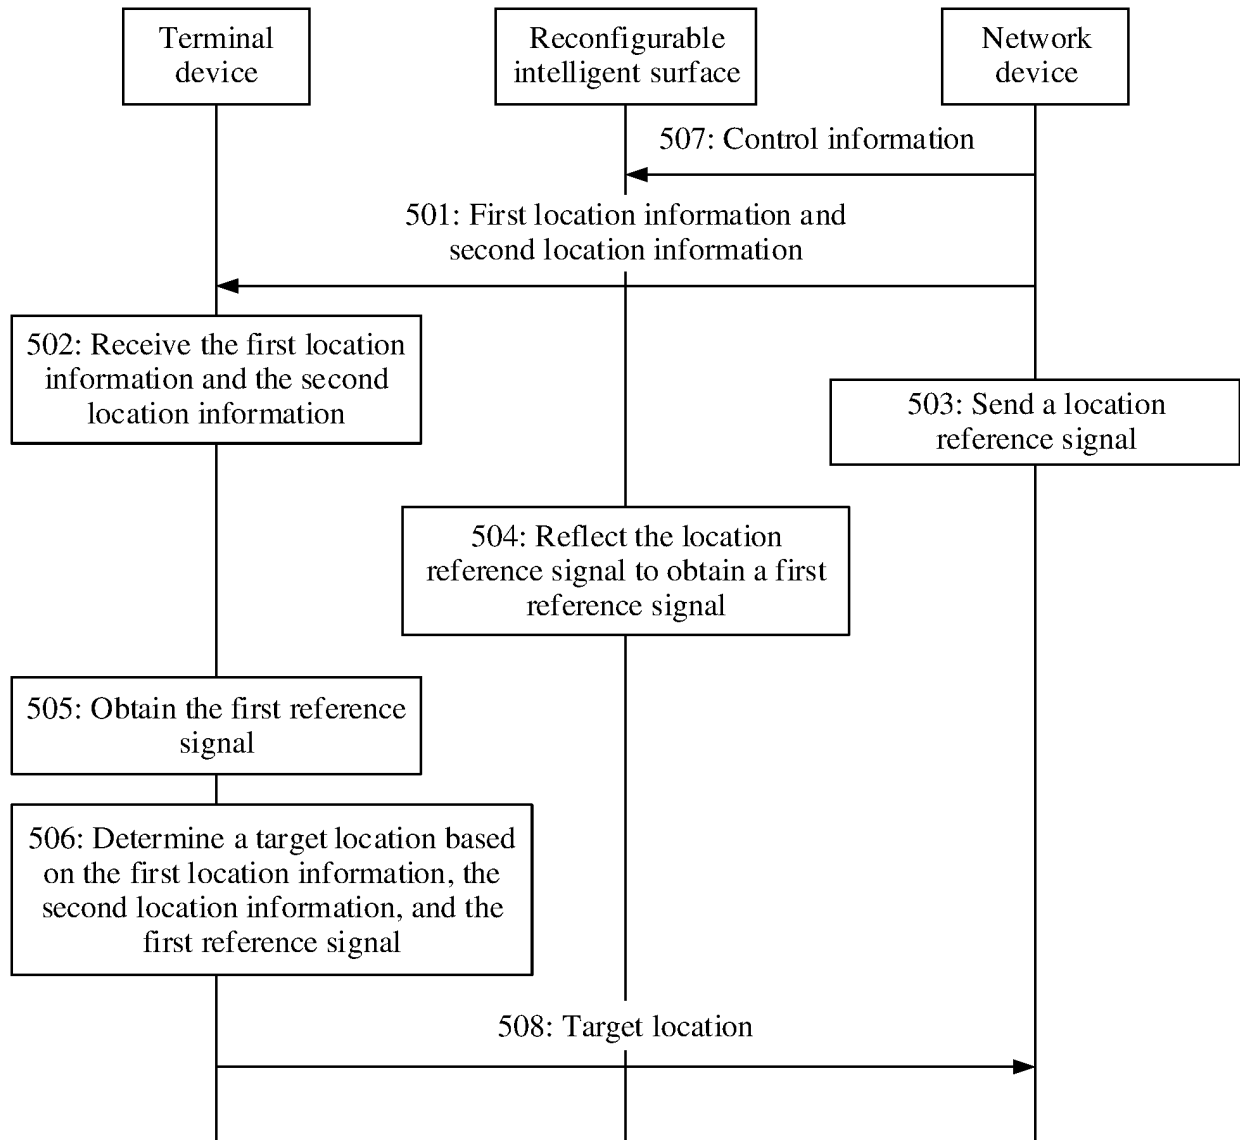 Terminal
device
Reconfigurable
intelligent surface
Network
device
507: Control information
501: First location information and
second location information
502: Receive the first location
information and the second
location information
503: Send a location
reference signal
504: Reflect the location
reference signal to obtain a first
reference signal
505: Obtain the first reference
signal
506: Determine a target location based
on the first location information, the
second location information, and the
first reference signal
508: Target location